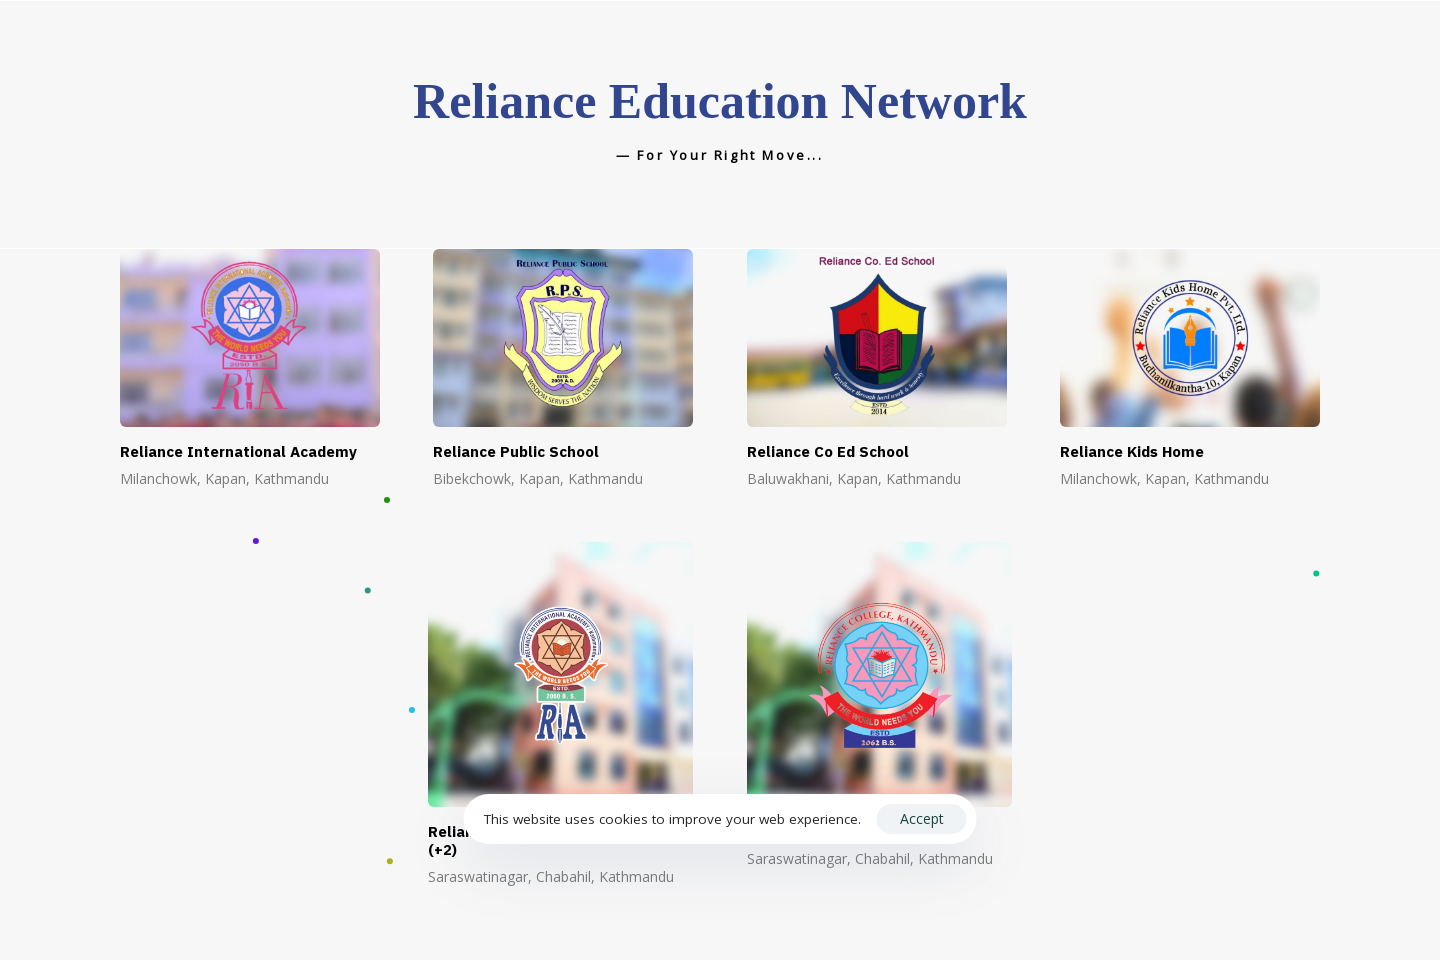 Reliance Education Network
— For Your Right Move...
RELIANCE INTERNATIONAL ACADEMY
THE WORLD NEEDS YOU
ESTD.
2060 B.S.
RIA
RELIANCE PUBLIC SCHOOL
R.P.S.
ESTD.
2009 A.D.
WISDOM SERVES THE NATION
Reliance Co. Ed School
Excellence through hard work & honesty
ESTD
2014
Reliance Kids Home Pvt. Ltd.
Budhanilkantha-10, Kapan
Reliance International Academy
Milanchowk, Kapan, Kathmandu
Reliance Public School
Bibekchowk, Kapan, Kathmandu
Reliance Co Ed School
Baluwakhani, Kapan, Kathmandu
Reliance Kids Home
Milanchowk, Kapan, Kathmandu
RELIANCE INTERNATIONAL ACADEMY
THE WORLD NEEDS YOU
ESTD.
2060 B.S.
RIA
RELIANCE COLLEGE, KATHMANDU
THE WORLD NEEDS YOU
ESTD
2062 B.S.
(+2)
Saraswatinagar, Chabahil, Kathmandu
Saraswatinagar, Chabahil, Kathmandu
This website uses cookies to improve your web experience.
Accept